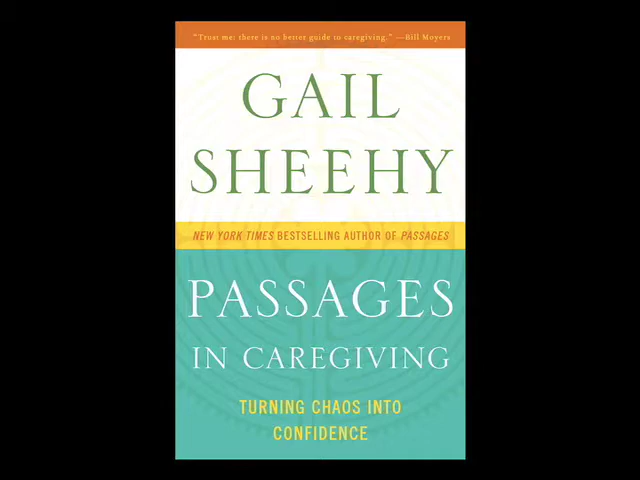 "Trust me: there is no better guide to caregiving." —Bill Moyers
GAIL
SHEEHY
NEW YORK TIMES BESTSELLING AUTHOR OF PASSAGES
PASSAGES
IN CAREGIVING
TURNING CHAOS INTO
CONFIDENCE